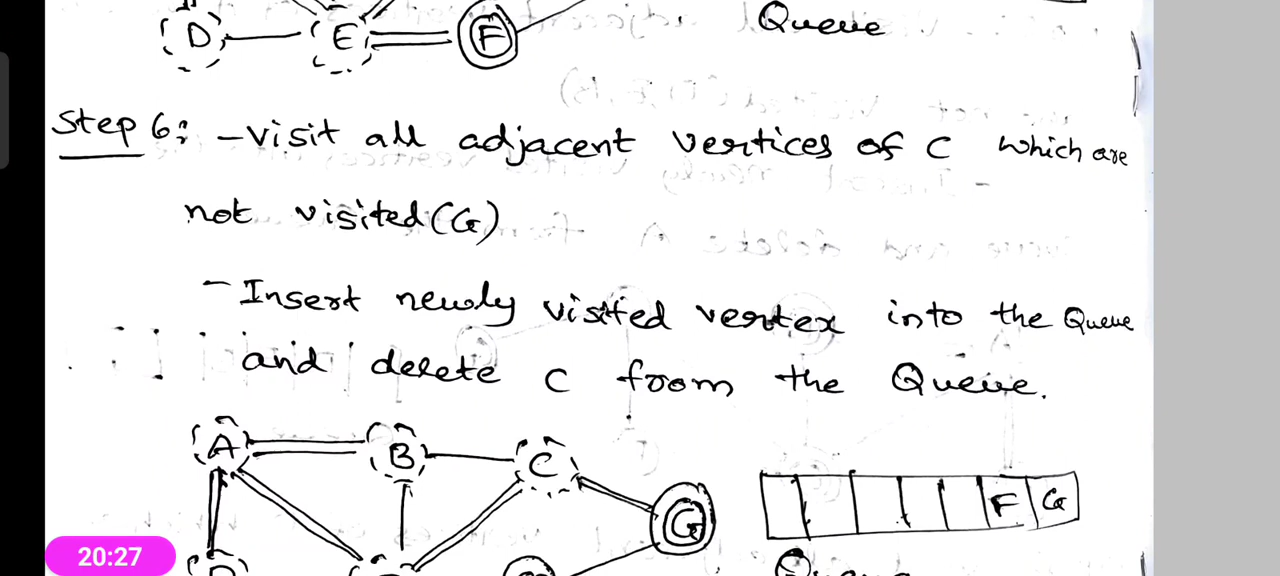 D E F Queue
Step 6: - visit all adjacent vertices of C which are
not visited (G)
- Insert newly visited vertex into the Queue
and delete C from the Queue.
A B C
G F G
20:27